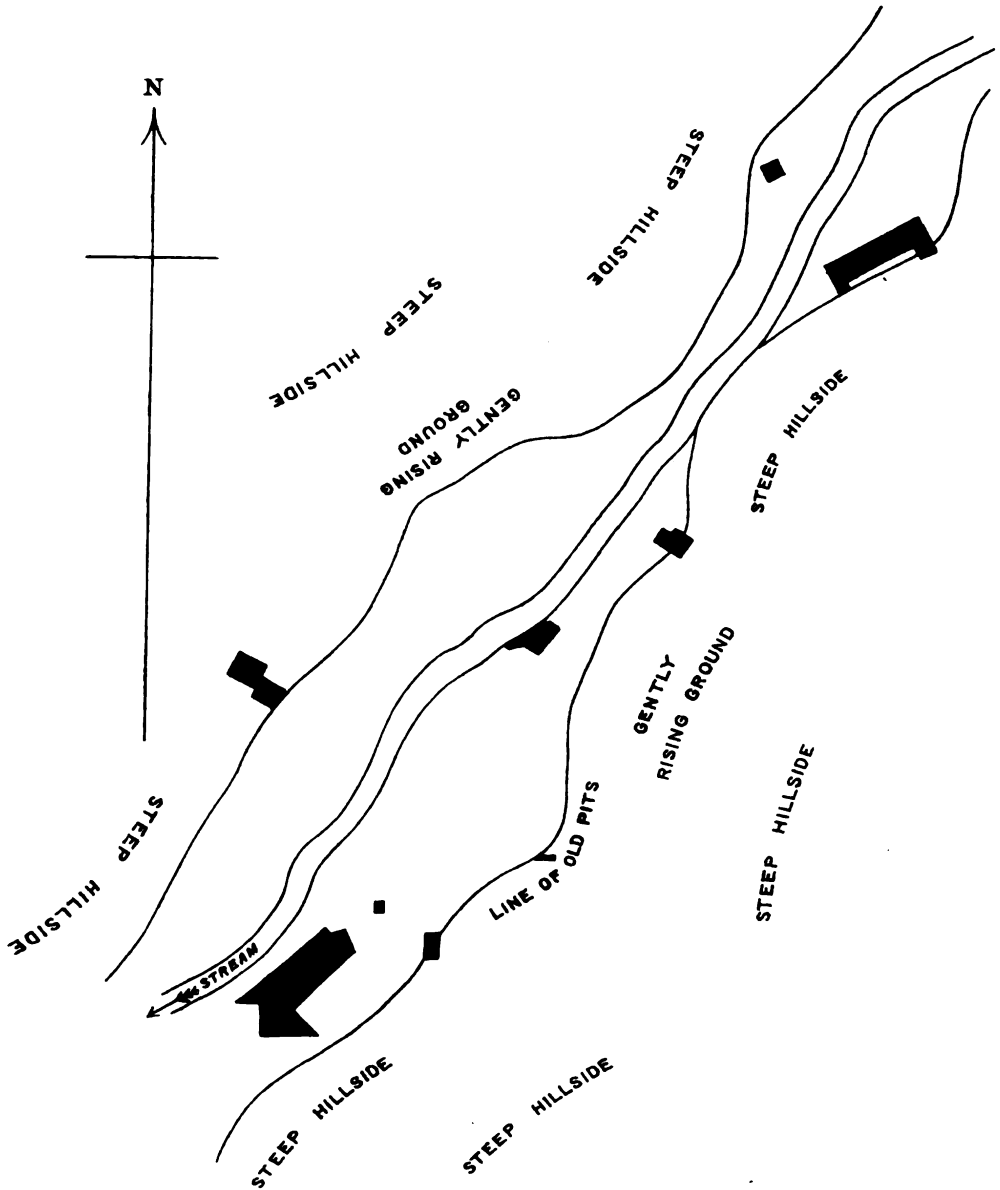 N
STEEP HILLSIDE
STEEP HILLSIDE
GENTLY RISING
GROUND
STEEP HILLSIDE
GENTLY
RISING GROUND
STEEP HILLSIDE
LINE OF OLD PITS
STEEP HILLSIDE
STREAM
STEEP HILLSIDE
STEEP HILLSIDE